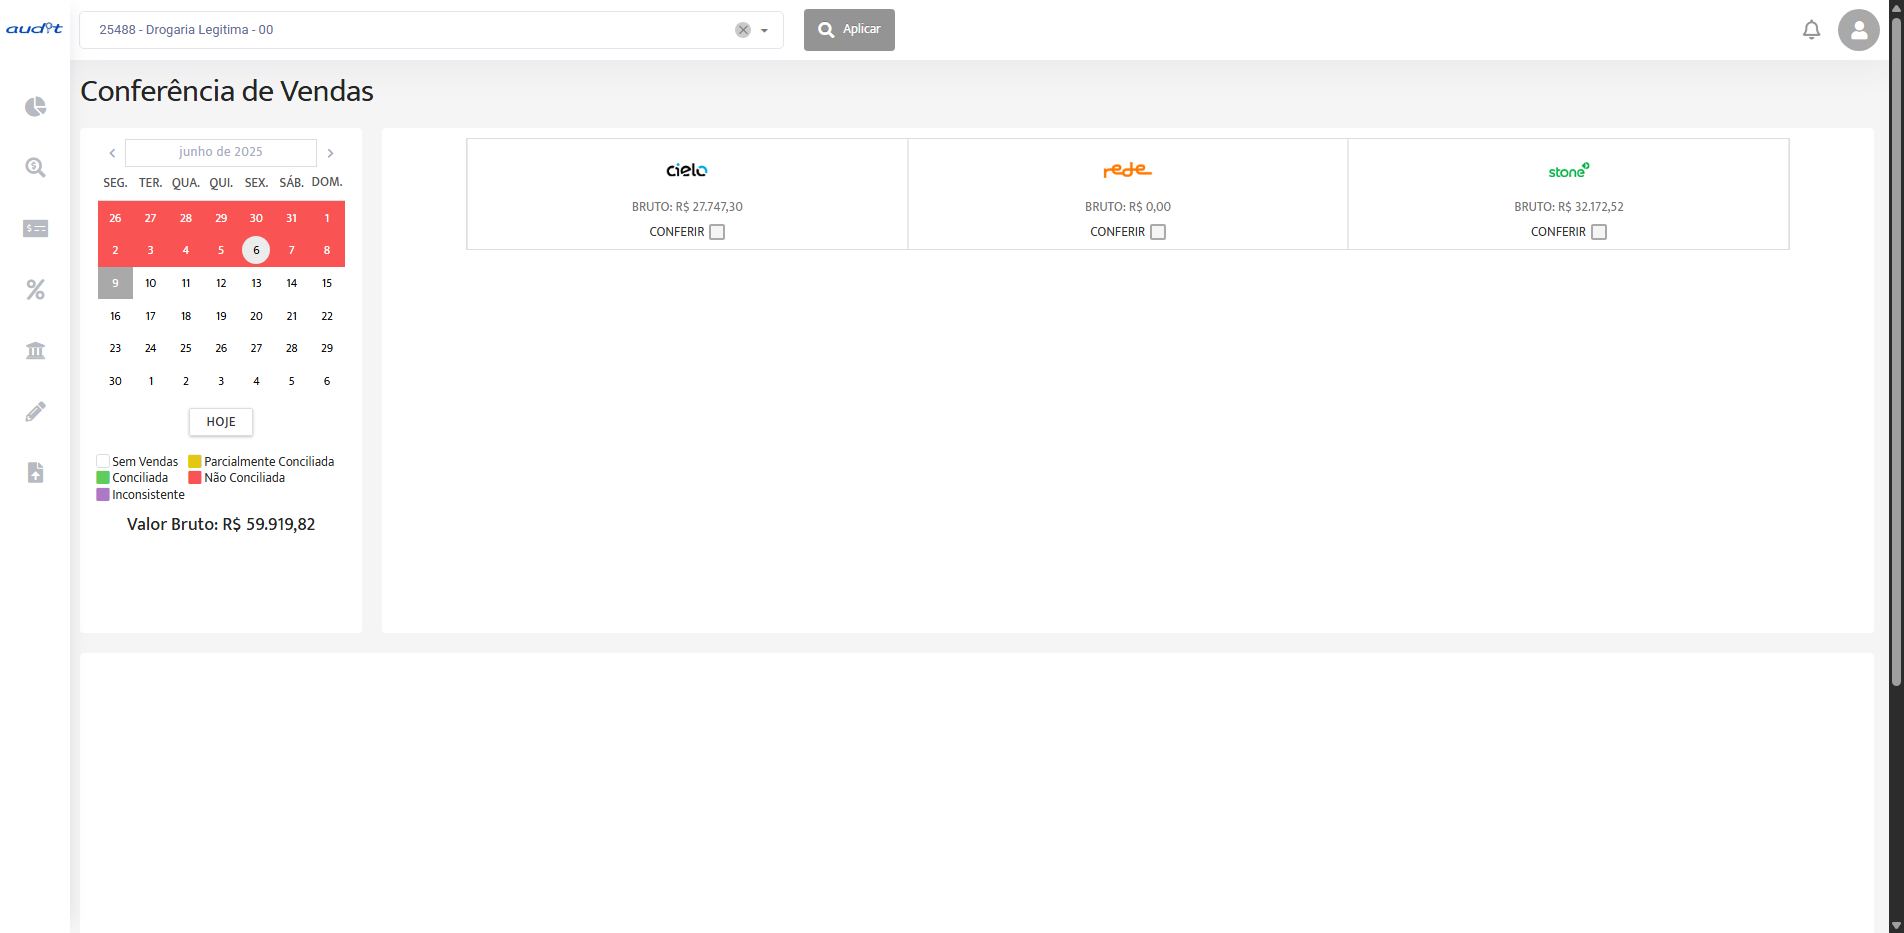 audit
25488 - Drogaria Legitima - 00
Aplicar
Conferência de Vendas
junho de 2025
SEG. TER. QUA. QUI. SEX. SÁB. DOM.
26 27 28 29 30 31 1
2 3 4 5 6 7 8
9 10 11 12 13 14 15
16 17 18 19 20 21 22
23 24 25 26 27 28 29
30 1 2 3 4 5 6
HOJE
Sem Vendas Parcialmente Conciliada
Conciliada Não Conciliada
Inconsistente
Valor Bruto: R$ 59.919,82
cielo
BRUTO: R$ 27.747,30
CONFERIR
rede
BRUTO: R$ 0,00
CONFERIR
stone
BRUTO: R$ 32.172,52
CONFERIR